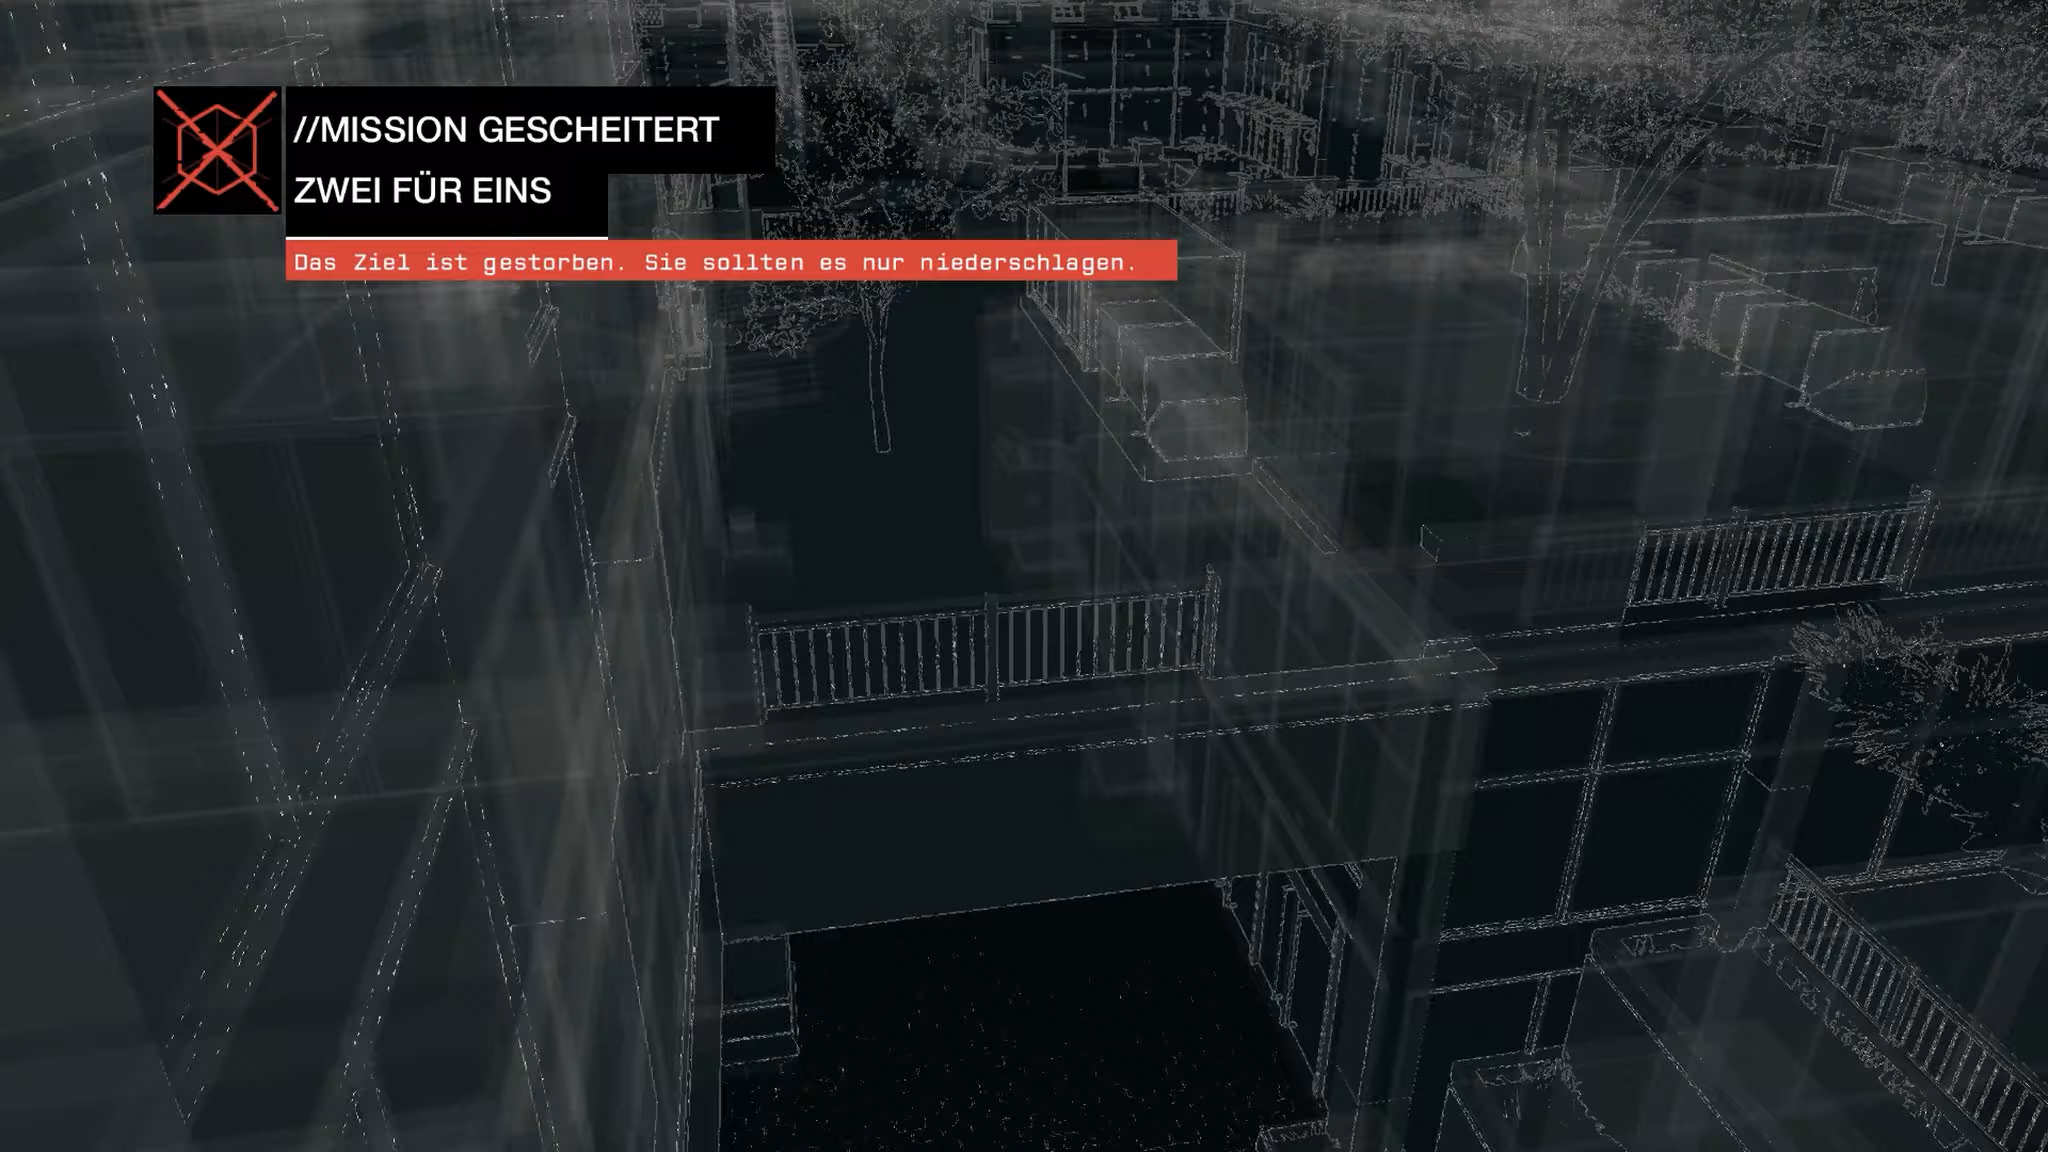 //MISSION GESCHEITERT
ZWEI FÜR EINS
Das Ziel ist gestorben. Sie sollten es nur niederschlagen.